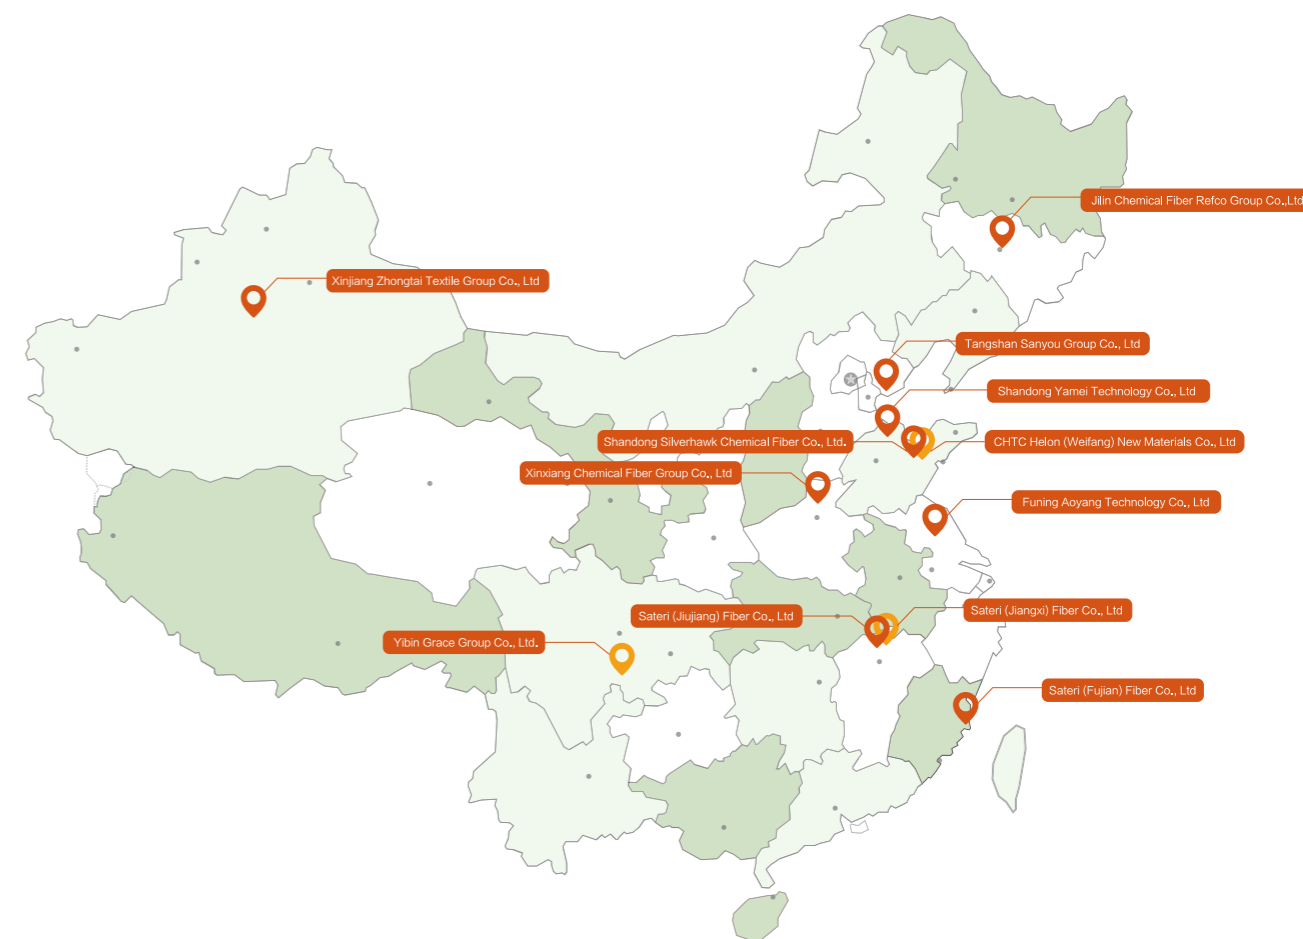 Jilin Chemical Fiber Refco Group Co.,Ltd
Xinjiang Zhongtai Textile Group Co., Ltd
Tangshan Sanyou Group Co., Ltd
Shandong Yamei Technology Co., Ltd
Shandong Silverhawk Chemical Fiber Co., Ltd.
CHTC Helon (Weifang) New Materials Co., Ltd
Xinxiang Chemical Fiber Group Co., Ltd
Funing Aoyang Technology Co., Ltd
Sateri (Jiujiang) Fiber Co., Ltd
Sateri (Jiangxi) Fiber Co., Ltd
Yibin Grace Group Co., Ltd.
Sateri (Fujian) Fiber Co., Ltd